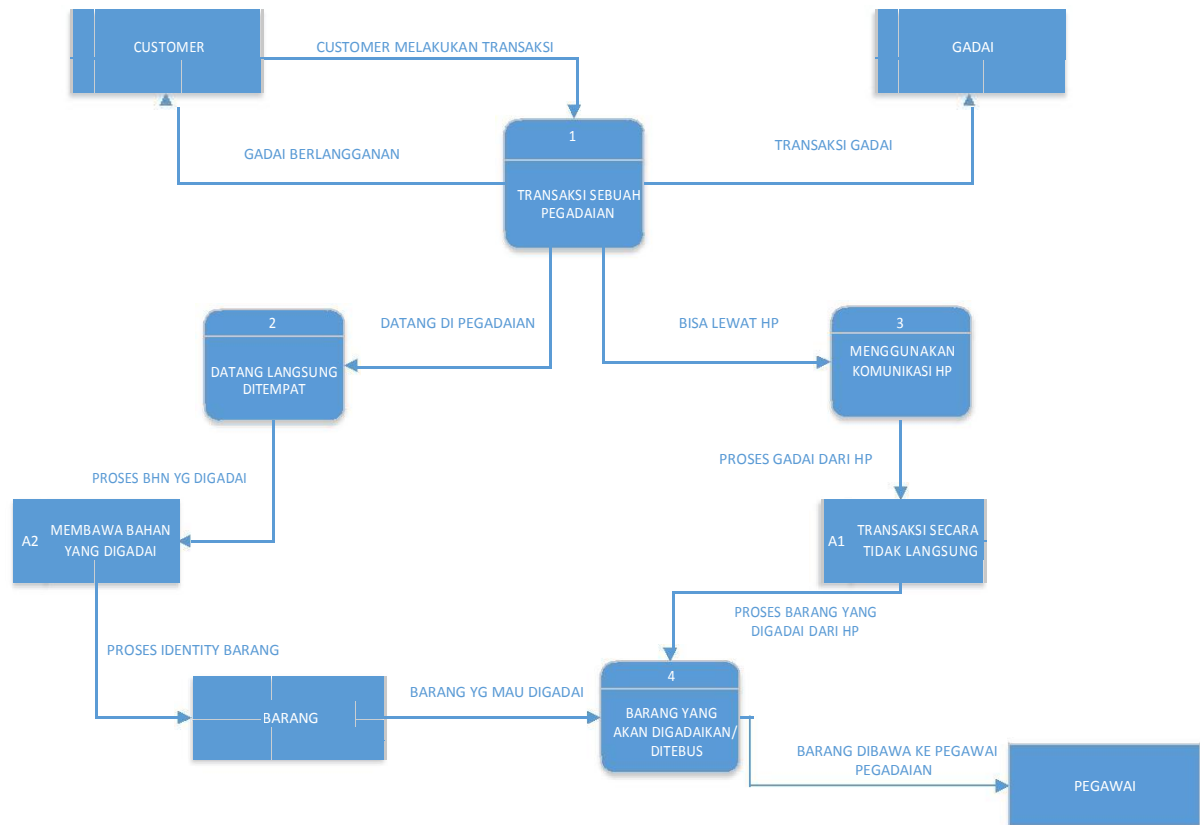 CUSTOMER
CUSTOMER MELAKUKAN TRANSAKSI
GADAI
1
GADAI BERLANGGANAN
TRANSAKSI GADAI
TRANSAKSI SEBUAH
PEGADAIAN
2
DATANG DI PEGADAIAN
BISA LEWAT HP
3
DATANG LANGSUNG
DITEMPAT
MENGGUNAKAN
KOMUNIKASI HP
PROSES BHN YG DIGADAI
PROSES GADAI DARI HP
A2
MEMBAWA BAHAN
YANG DIGADAI
A1
TRANSAKSI SECARA
TIDAK LANGSUNG
PROSES BARANG YANG
DIGADAI DARI HP
PROSES IDENTITY BARANG
BARANG
BARANG YG MAU DIGADAI
4
BARANG YANG
AKAN DIGADAIKAN/
DITEBUS
BARANG DIBAWA KE PEGAWAI
PEGADAIAN
PEGAWAI